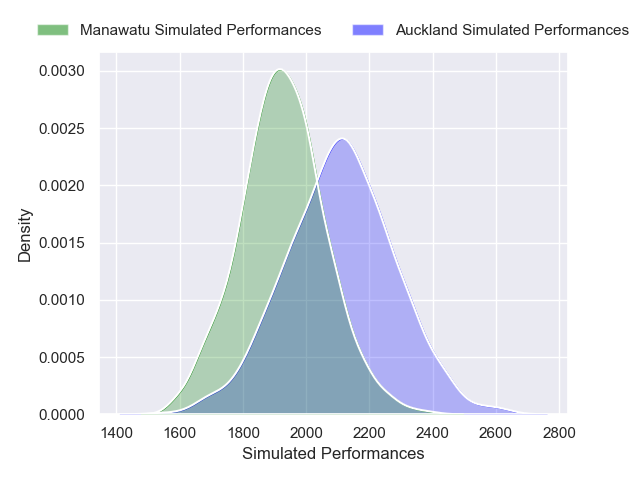 Manawatu Simulated Performances Auckland Simulated Performances
0.0030
0.0025
0.0020
0.0015
0.0010
0.0005
0.0000
Density
1400 1600 1800 2000 2200 2400 2600 2800
Simulated Performances